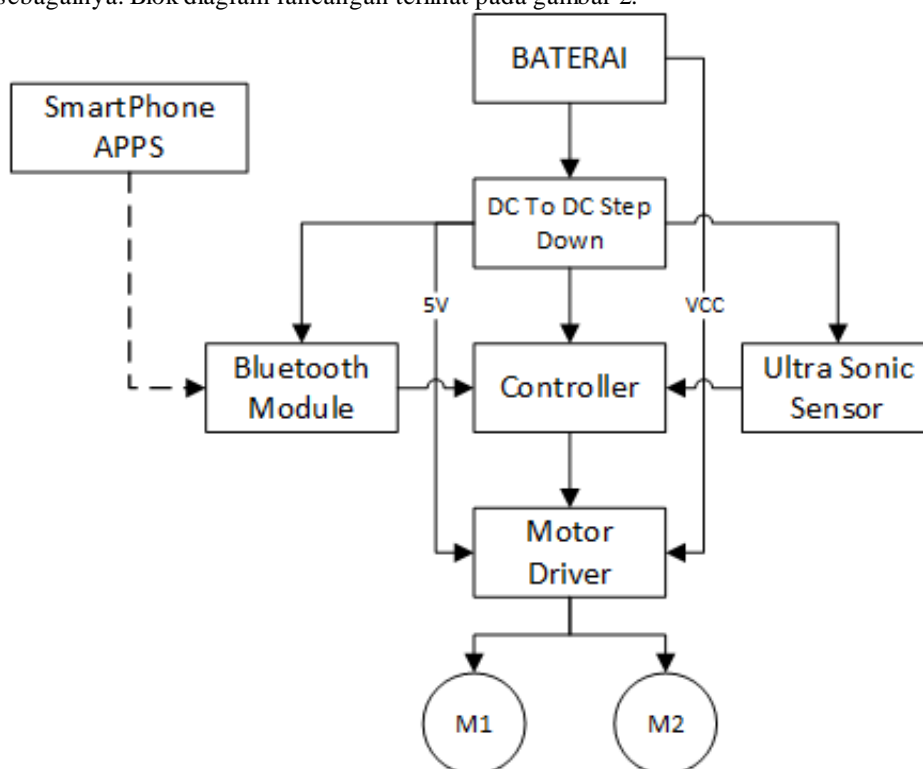 sebagainya. Blok diagram rancangan terlihat pada gambar 2.
BATERAI
SmartPhone
APPS
DC To DC Step
Down
5V
VCC
Bluetooth
Module
Controller
Ultra Sonic
Sensor
Motor
Driver
M1
M2